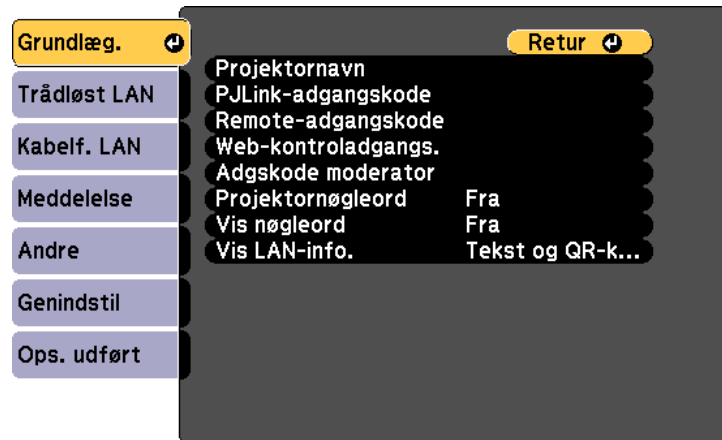 Grundlæg.
Trådløst LAN
Kabelf. LAN
Meddelelse
Andre
Genindstil
Ops. udført
Retur
Projektornavn
PJLink-adgangskode
Remote-adgangskode
Web-kontroladgangs.
Adgskode moderator
Projektornøgleord Fra
Vis nøgleord Fra
Vis LAN-info. Tekst og QR-k...